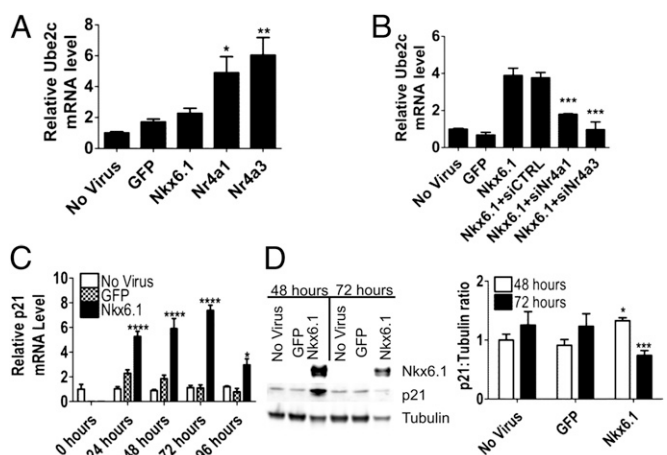 A
Relative Ube2c
mRNA level
8
6
4
2
0
*
**
No Virus
GFP
Nkx6.1
Nr4a1
Nr4a3
B
Relative Ube2c
mRNA level
6
4
2
0
***
***
No Virus
GFP
Nkx6.1
Nkx6.1+siCTRL
Nkx6.1+siNr4a1
Nkx6.1+siNr4a3
C
Relative p21
mRNA Level
10
8
6
4
2
0
No Virus
GFP
Nkx6.1
****
****
****
*
0 hours
24 hours
48 hours
72 hours
96 hours
D
48 hours 72 hours
No Virus
GFP
Nkx6.1
No Virus
GFP
Nkx6.1
Nkx6.1
p21
Tubulin
p21:Tubulin ratio
2
1
0
48 hours
72 hours
*
***
No Virus
GFP
Nkx6.1